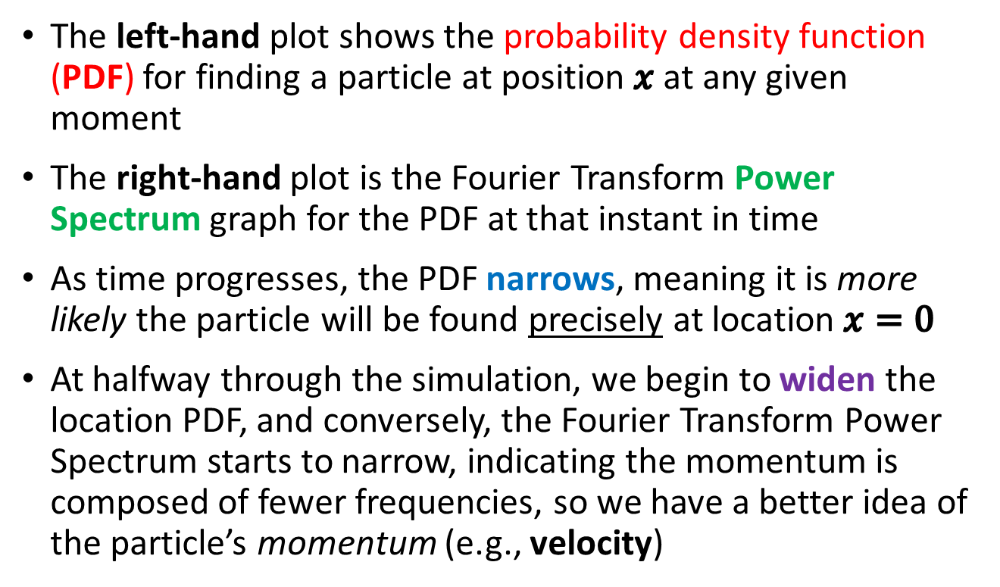 • The left-hand plot shows the probability density function
(PDF) for finding a particle at position x at any given
moment
• The right-hand plot is the Fourier Transform Power
Spectrum graph for the PDF at that instant in time
• As time progresses, the PDF narrows, meaning it is more
likely the particle will be found precisely at location x = 0
• At halfway through the simulation, we begin to widen the
location PDF, and conversely, the Fourier Transform Power
Spectrum starts to narrow, indicating the momentum is
composed of fewer frequencies, so we have a better idea of
the particle’s momentum (e.g., velocity)